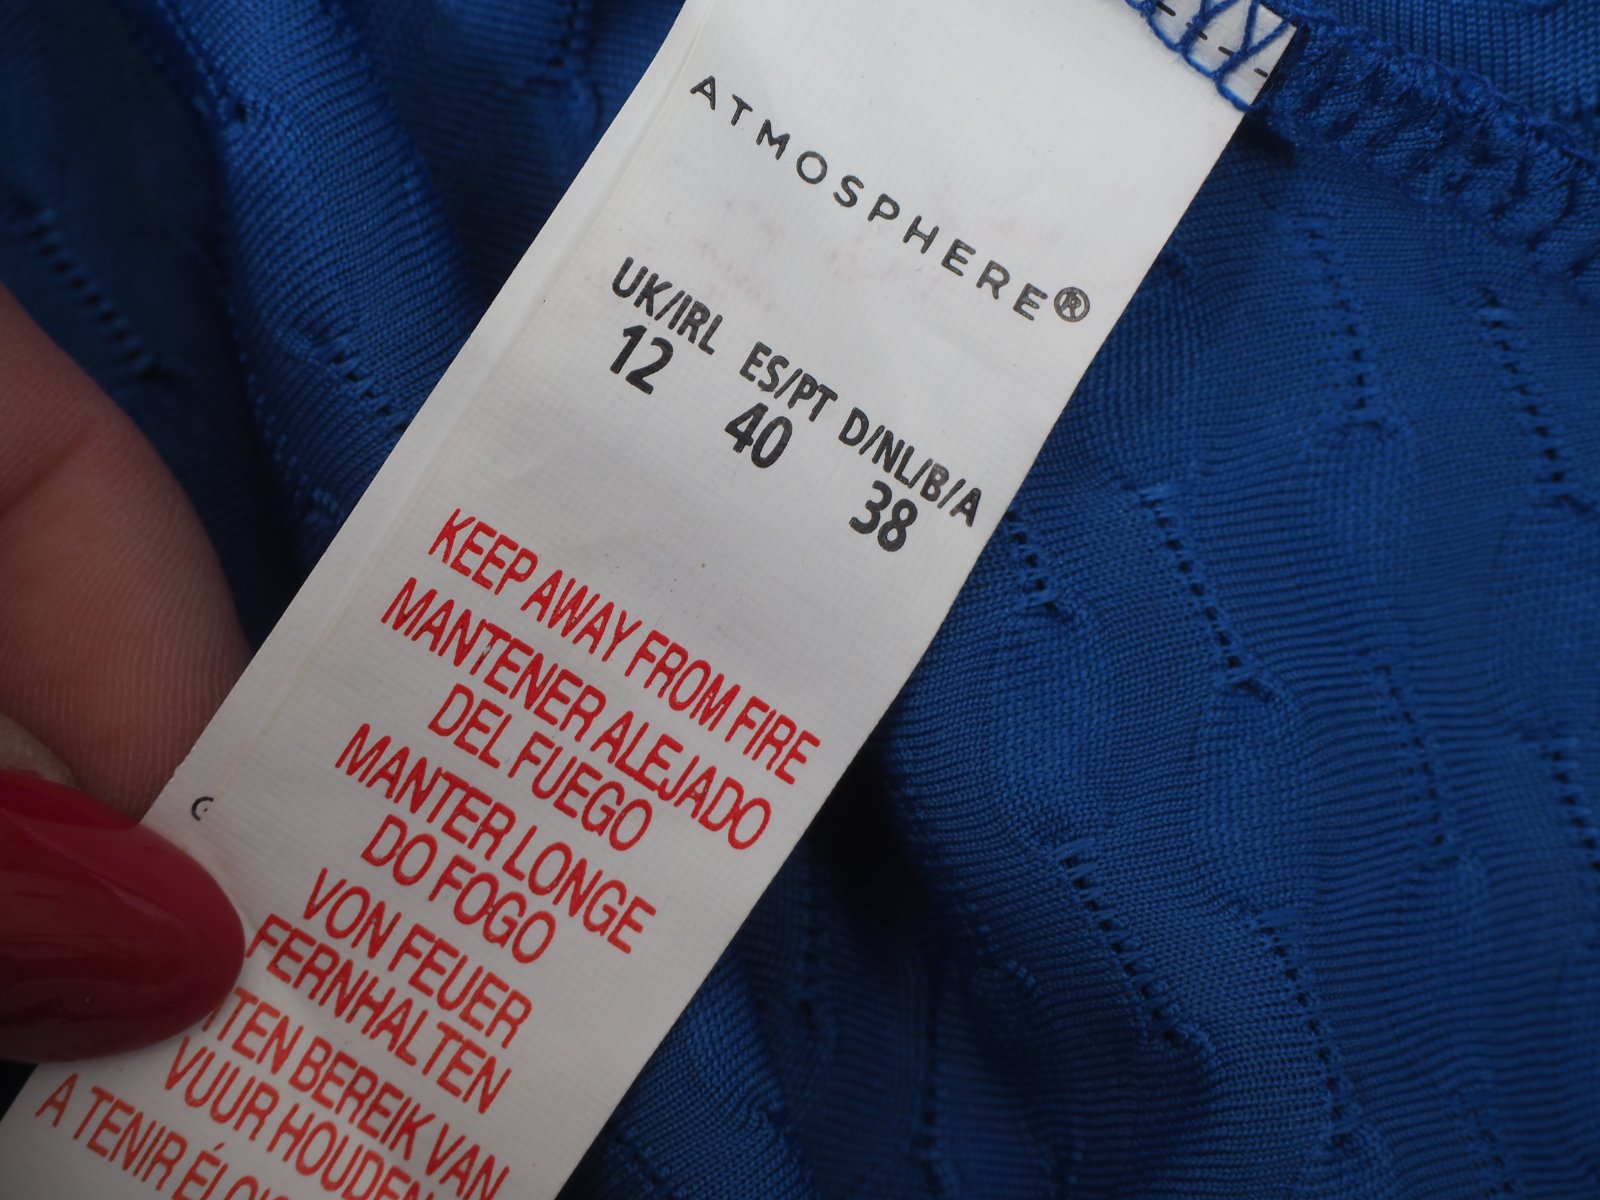 ATMOSPHERE®
UK/IRL ES/PT D/NL/B/A
12 40 38
KEEP AWAY FROM FIRE
MANTENER ALEJADO
DEL FUEGO
MANTER LONGE
DO FOGO
VON FEUER
FERNHALTEN
BEREIK VAN
VUUR HOUDEN
A TENIR